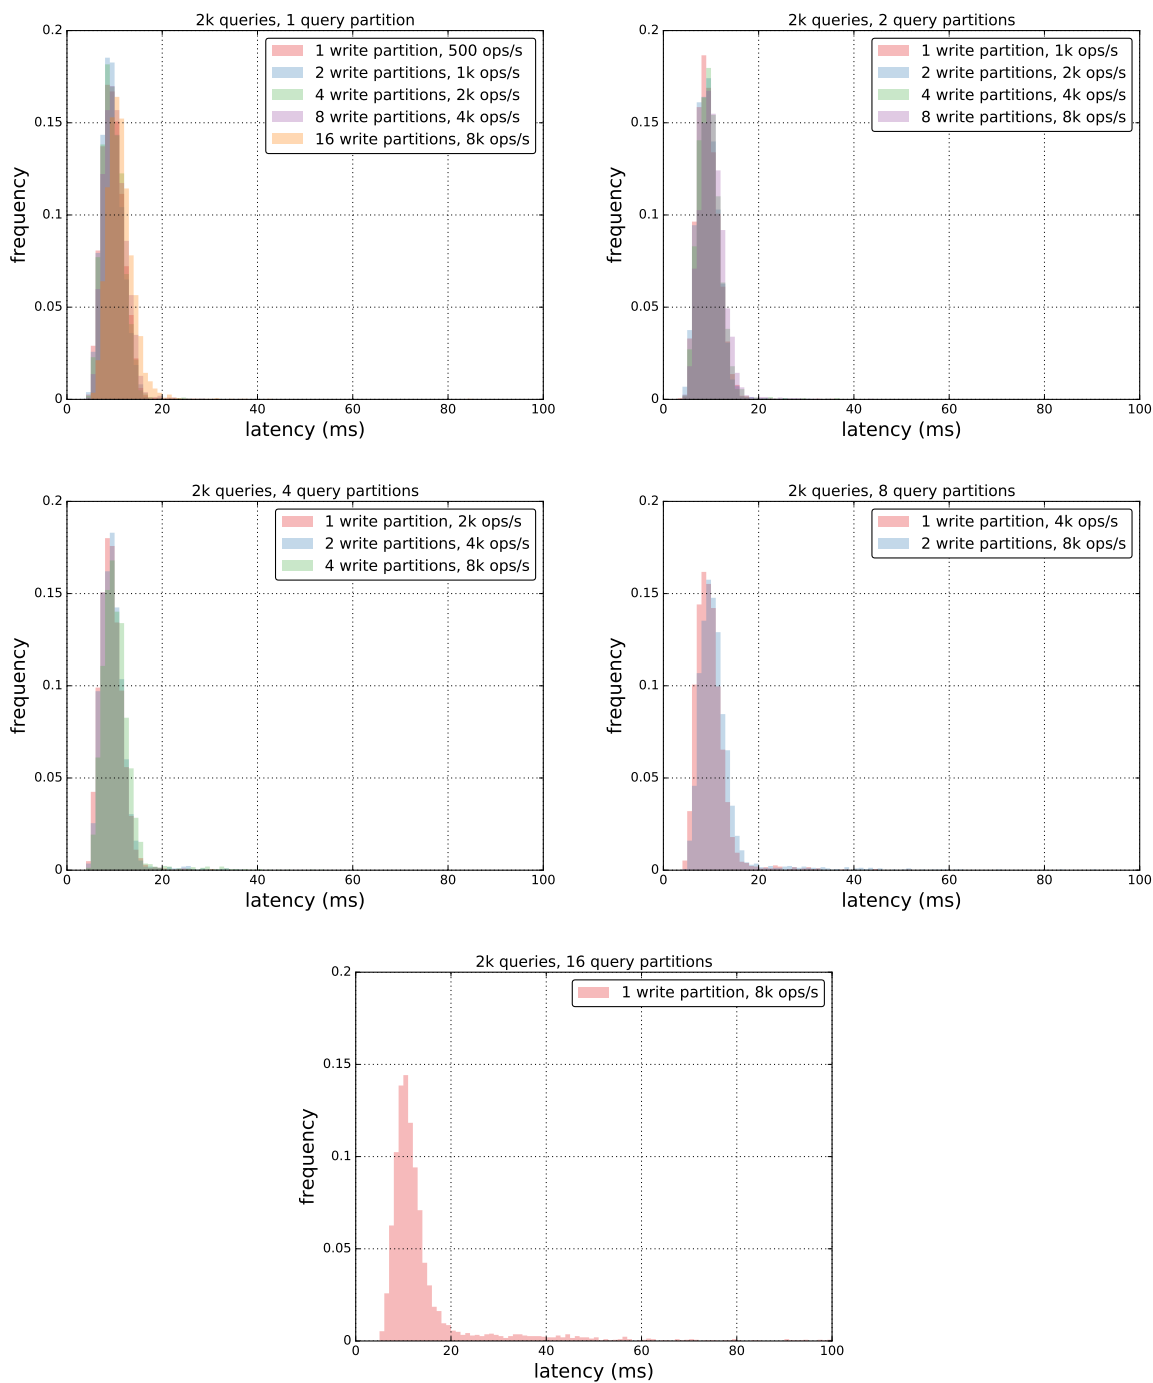 2k queries, 1 query partition
0.2
0.15
0.1
0.05
0
frequency
1 write partition, 500 ops/s
2 write partitions, 1k ops/s
4 write partitions, 2k ops/s
8 write partitions, 4k ops/s
16 write partitions, 8k ops/s
0 20 40 60 80 100
latency (ms)
2k queries, 2 query partitions
0.2
0.15
0.1
0.05
0
frequency
1 write partition, 1k ops/s
2 write partitions, 2k ops/s
4 write partitions, 4k ops/s
8 write partitions, 8k ops/s
0 20 40 60 80 100
latency (ms)
2k queries, 4 query partitions
0.2
0.15
0.1
0.05
0
frequency
1 write partition, 2k ops/s
2 write partitions, 4k ops/s
4 write partitions, 8k ops/s
0 20 40 60 80 100
latency (ms)
2k queries, 8 query partitions
0.2
0.15
0.1
0.05
0
frequency
1 write partition, 4k ops/s
2 write partitions, 8k ops/s
0 20 40 60 80 100
latency (ms)
2k queries, 16 query partitions
0.2
0.15
0.1
0.05
0
frequency
1 write partition, 8k ops/s
0 20 40 60 80 100
latency (ms)